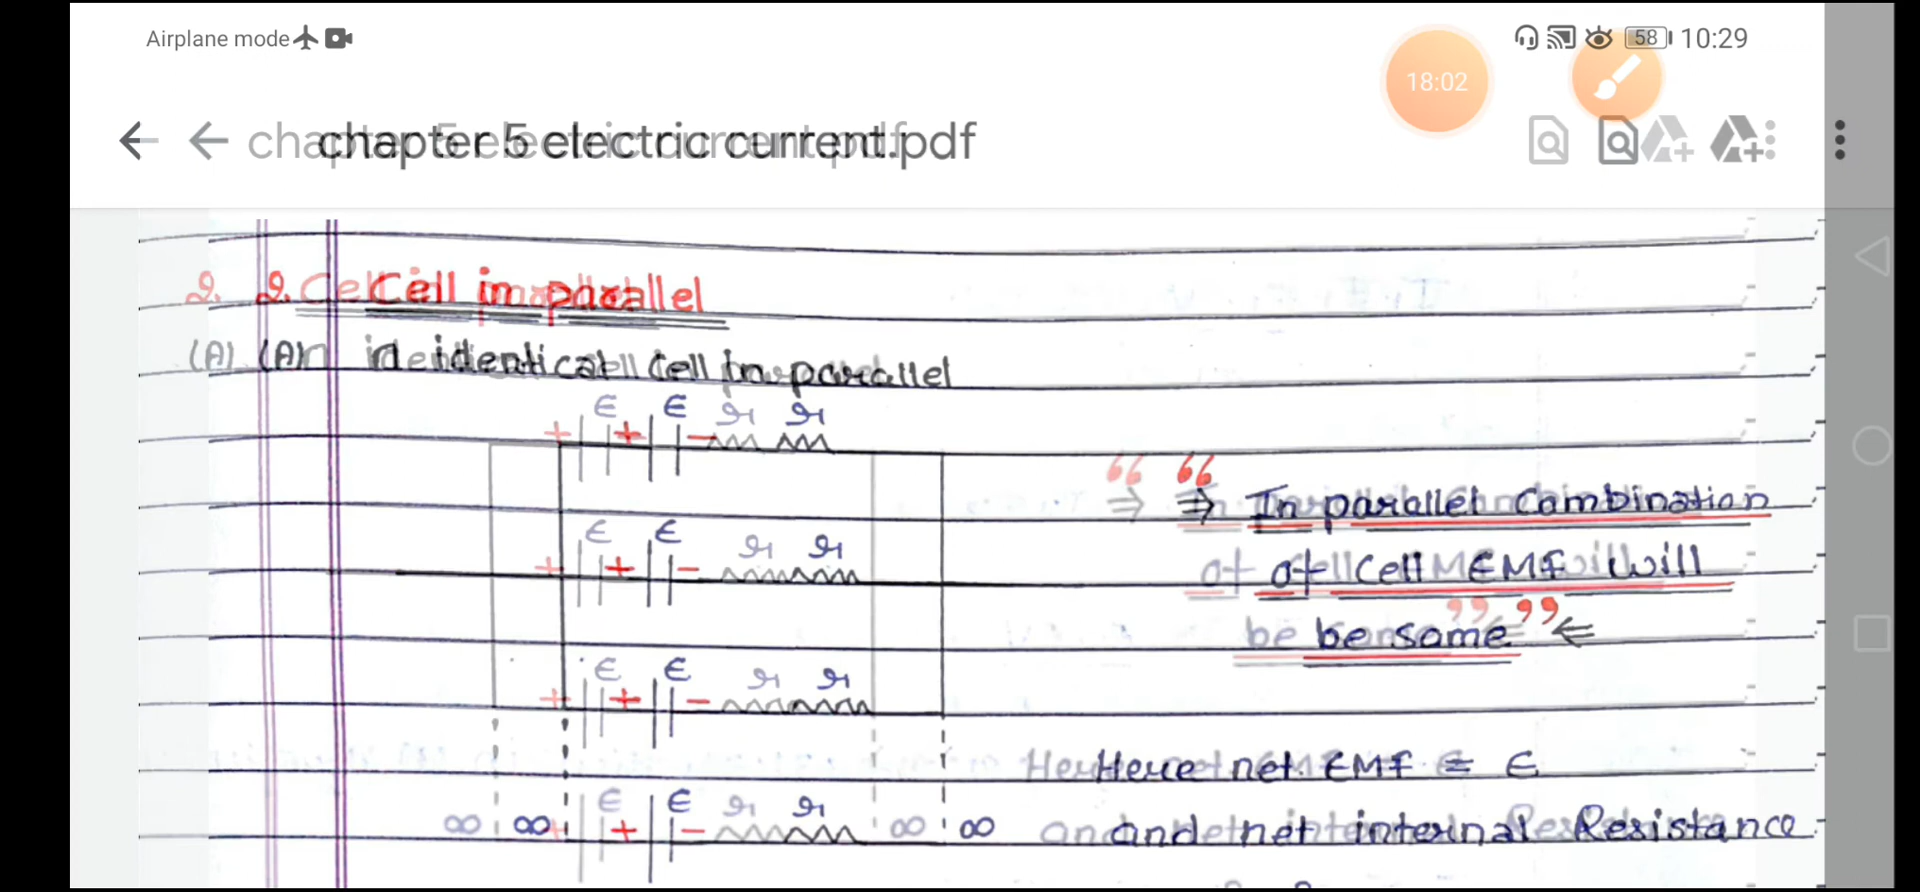 Airplane mode
58 10:29
18:02
chapter 5 electric current.pdf
2. Cell in parallel
(A) n identical cell in parallel
+ ε - r
"
⇒ In parallel Combination
+ ε - r
of Cell EMF will
be same " ⇐
+ ε - r
Here net EMF = ε
∞ + ε - r ∞
and net internal Resistance